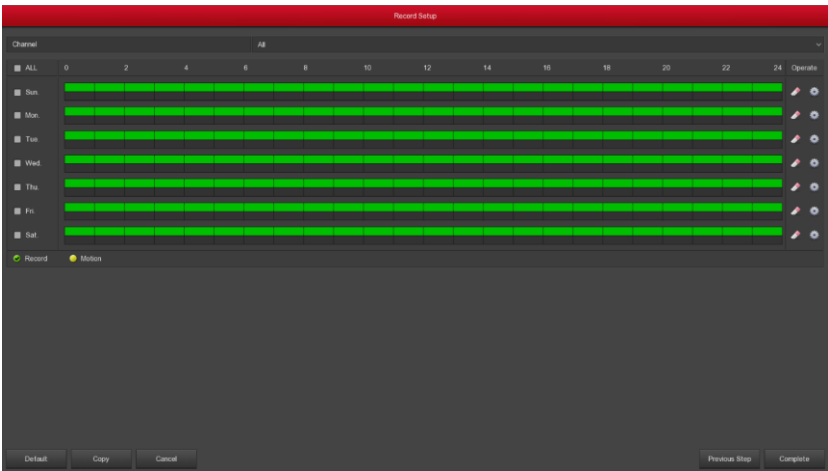 Record Setup
Channel All
ALL 0 2 4 6 8 10 12 14 16 18 20 22 24 Operate
Sun.
Mon.
Tue.
Wed.
Thu.
Fri.
Sat.
Record Motion
Default Copy Cancel Previous Step Complete